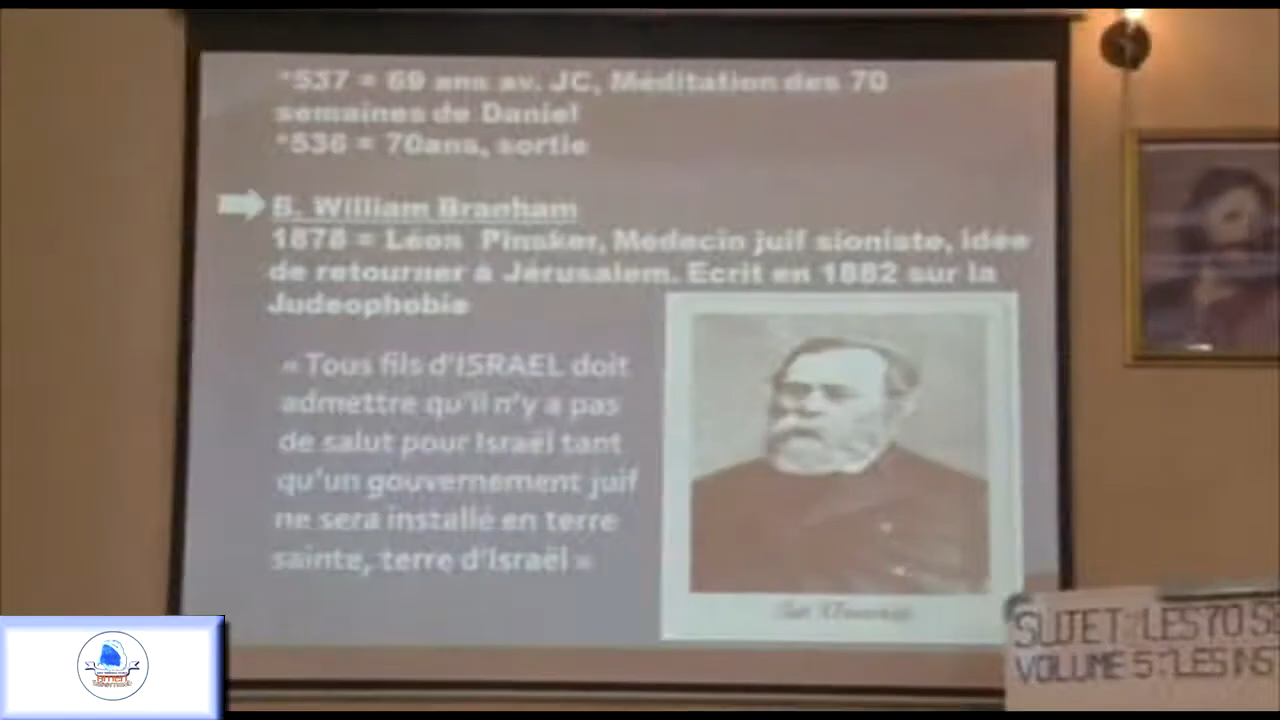 *537 = 69 ans av. JC, Méditation des 70
semaines de Daniel
*536 = 70ans, sortie
B. William Branham
1878 = Léon Pinsker, Médecin juif sioniste, idée
de retourner à Jérusalem. Ecrit en 1882 sur la
Judeophobie
« Tous fils d'ISRAEL doit
admettre qu'il n'y a pas
de salut pour Israël tant
qu'un gouvernement juif
ne sera installé en terre
sainte, terre d'Israël »
SUJET : LES 70 SE
VOLUME 5 : "LES INS